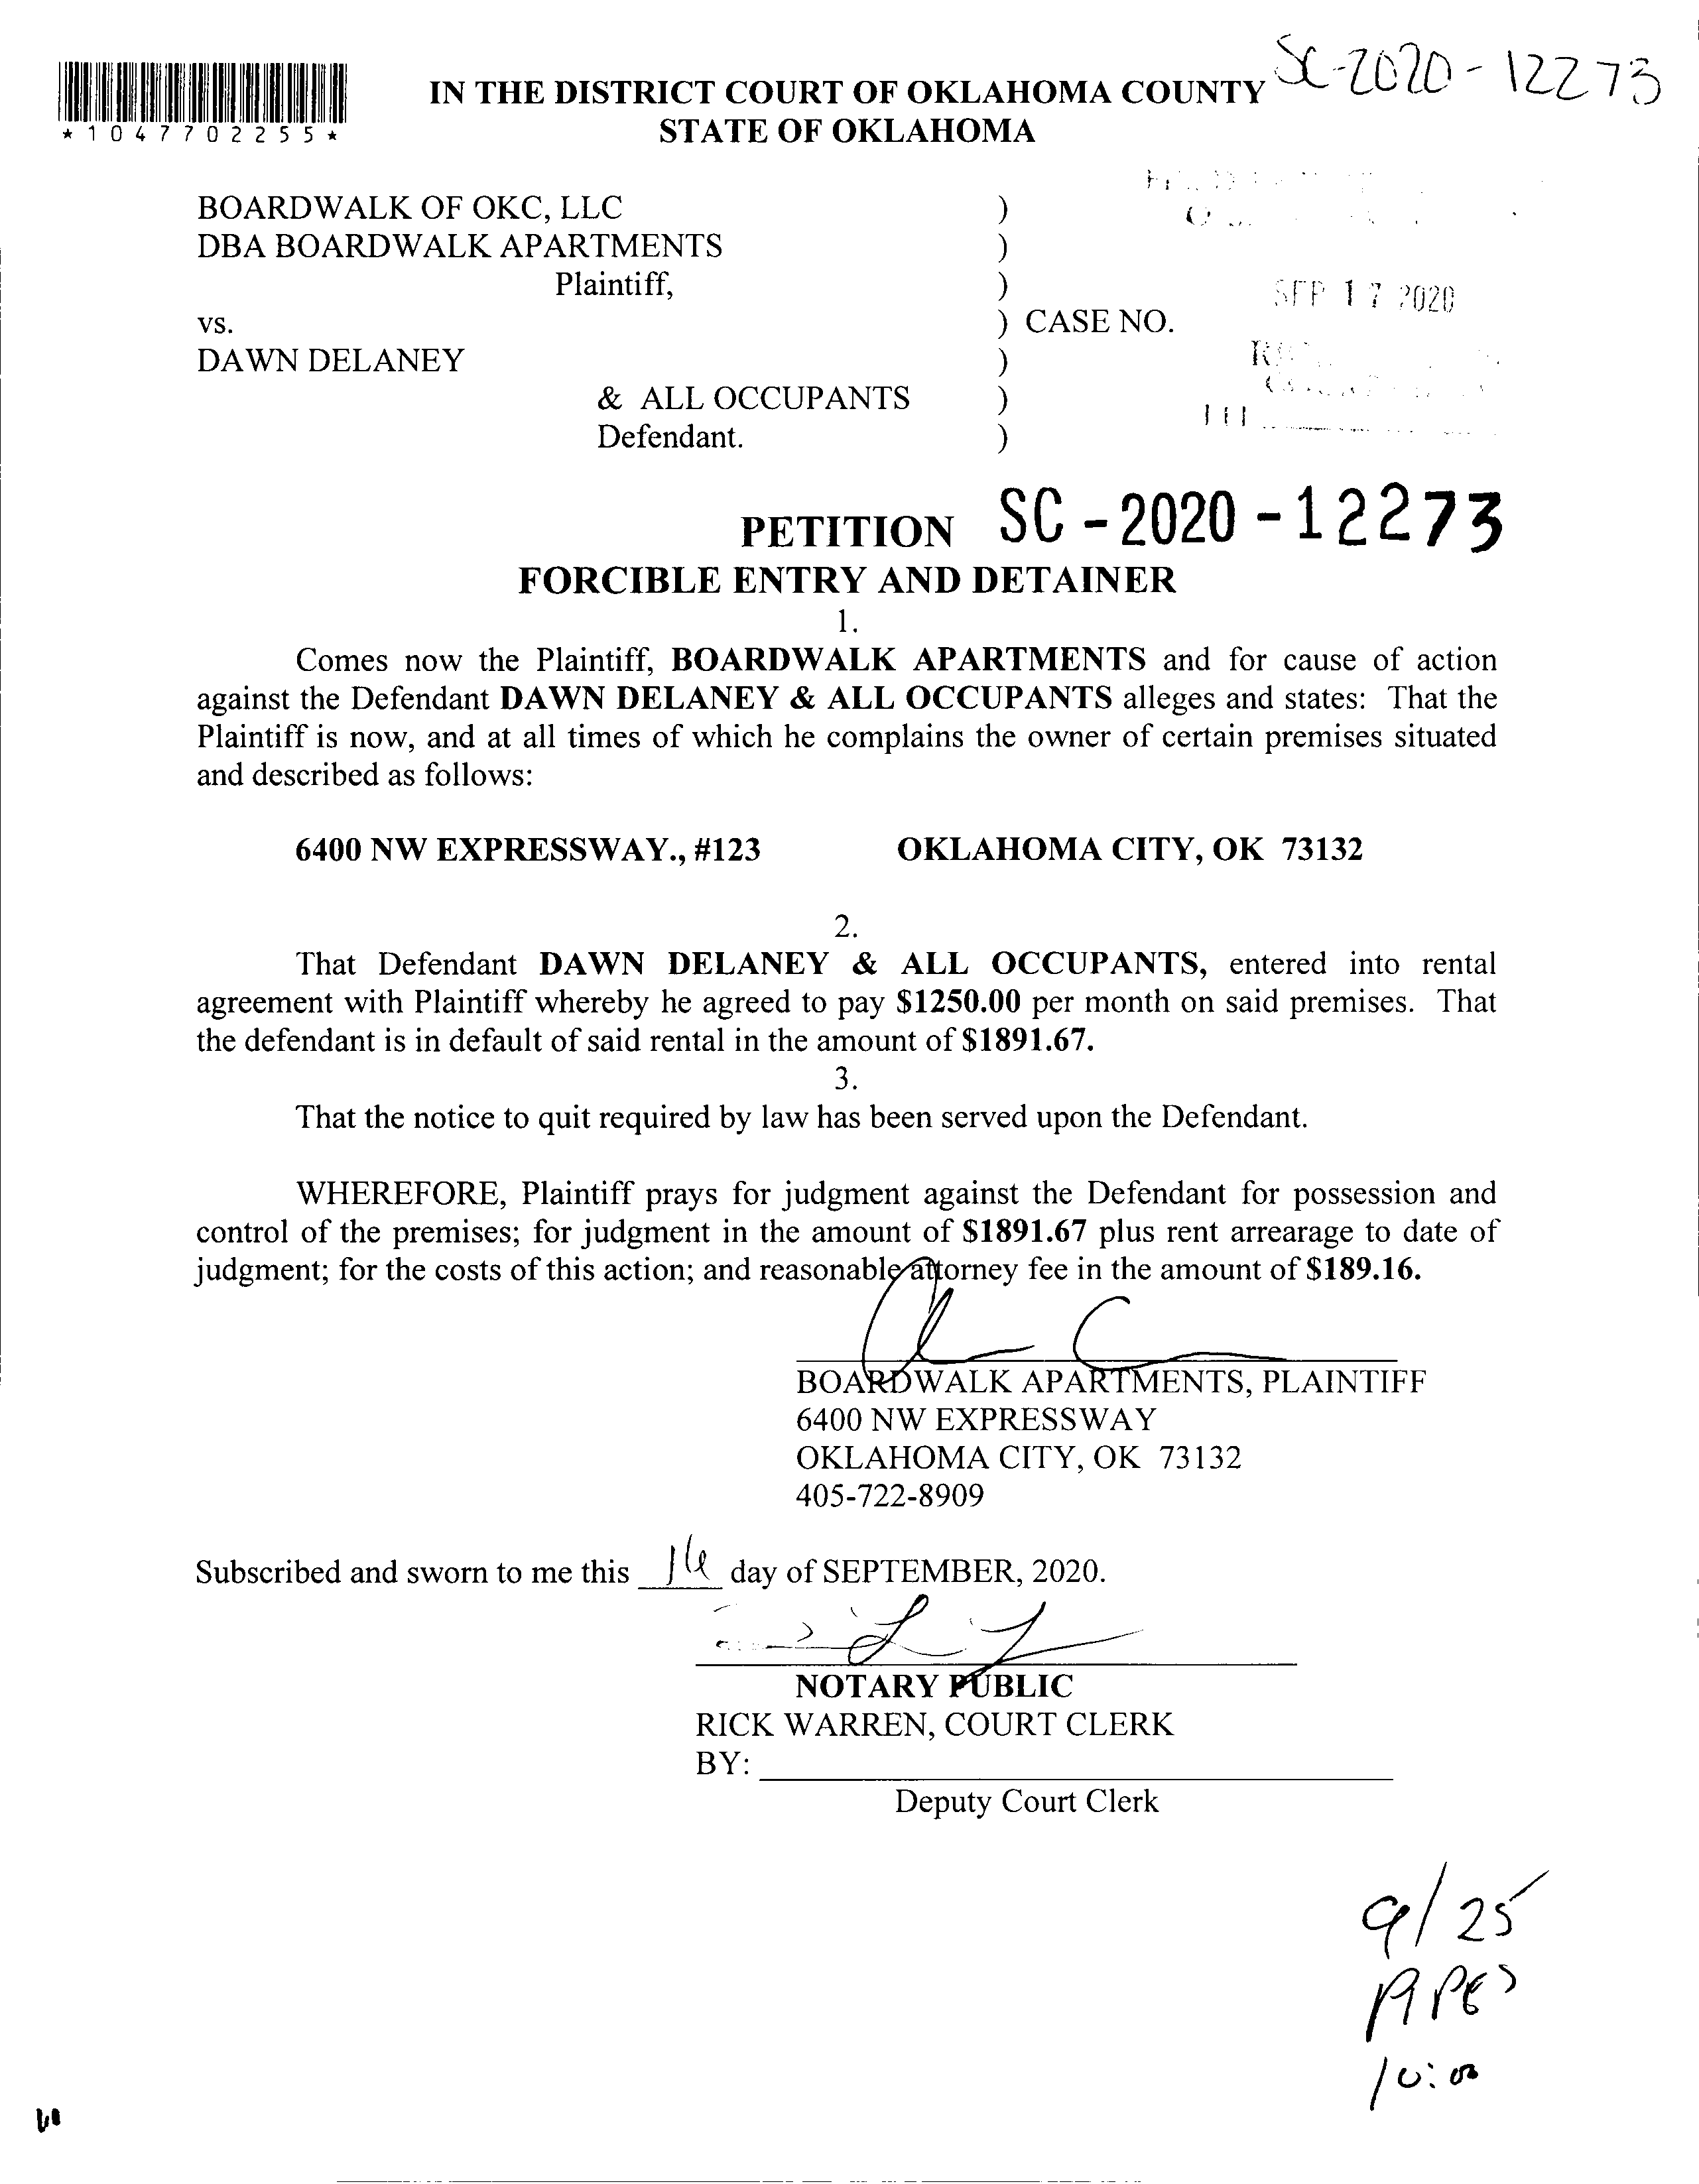 SC-2020-12273
IN THE DISTRICT COURT OF OKLAHOMA COUNTY
*1047702255*
STATE OF OKLAHOMA
BOARDWALK OF OKC, LLC )
DBA BOARDWALK APARTMENTS )
Plaintiff, )
SEP 17 2020
vs. ) CASE NO.
DAWN DELANEY )
& ALL OCCUPANTS )
Defendant. )
PETITION SC-2020-12273
FORCIBLE ENTRY AND DETAINER
1.
Comes now the Plaintiff, BOARDWALK APARTMENTS and for cause of action
against the Defendant DAWN DELANEY & ALL OCCUPANTS alleges and states: That the
Plaintiff is now, and at all times of which he complains the owner of certain premises situated
and described as follows:
6400 NW EXPRESSWAY., #123 OKLAHOMA CITY, OK 73132
2.
That Defendant DAWN DELANEY & ALL OCCUPANTS, entered into rental
agreement with Plaintiff whereby he agreed to pay $1250.00 per month on said premises. That
the defendant is in default of said rental in the amount of $1891.67.
3.
That the notice to quit required by law has been served upon the Defendant.
WHEREFORE, Plaintiff prays for judgment against the Defendant for possession and
control of the premises; for judgment in the amount of $1891.67 plus rent arrearage to date of
judgment; for the costs of this action; and reasonable attorney fee in the amount of $189.16.
BOARDWALK APARTMENTS, PLAINTIFF
6400 NW EXPRESSWAY
OKLAHOMA CITY, OK 73132
405-722-8909
Subscribed and sworn to me this 16 day of SEPTEMBER, 2020.
NOTARY PUBLIC
RICK WARREN, COURT CLERK
BY:
Deputy Court Clerk
9/25
10:00